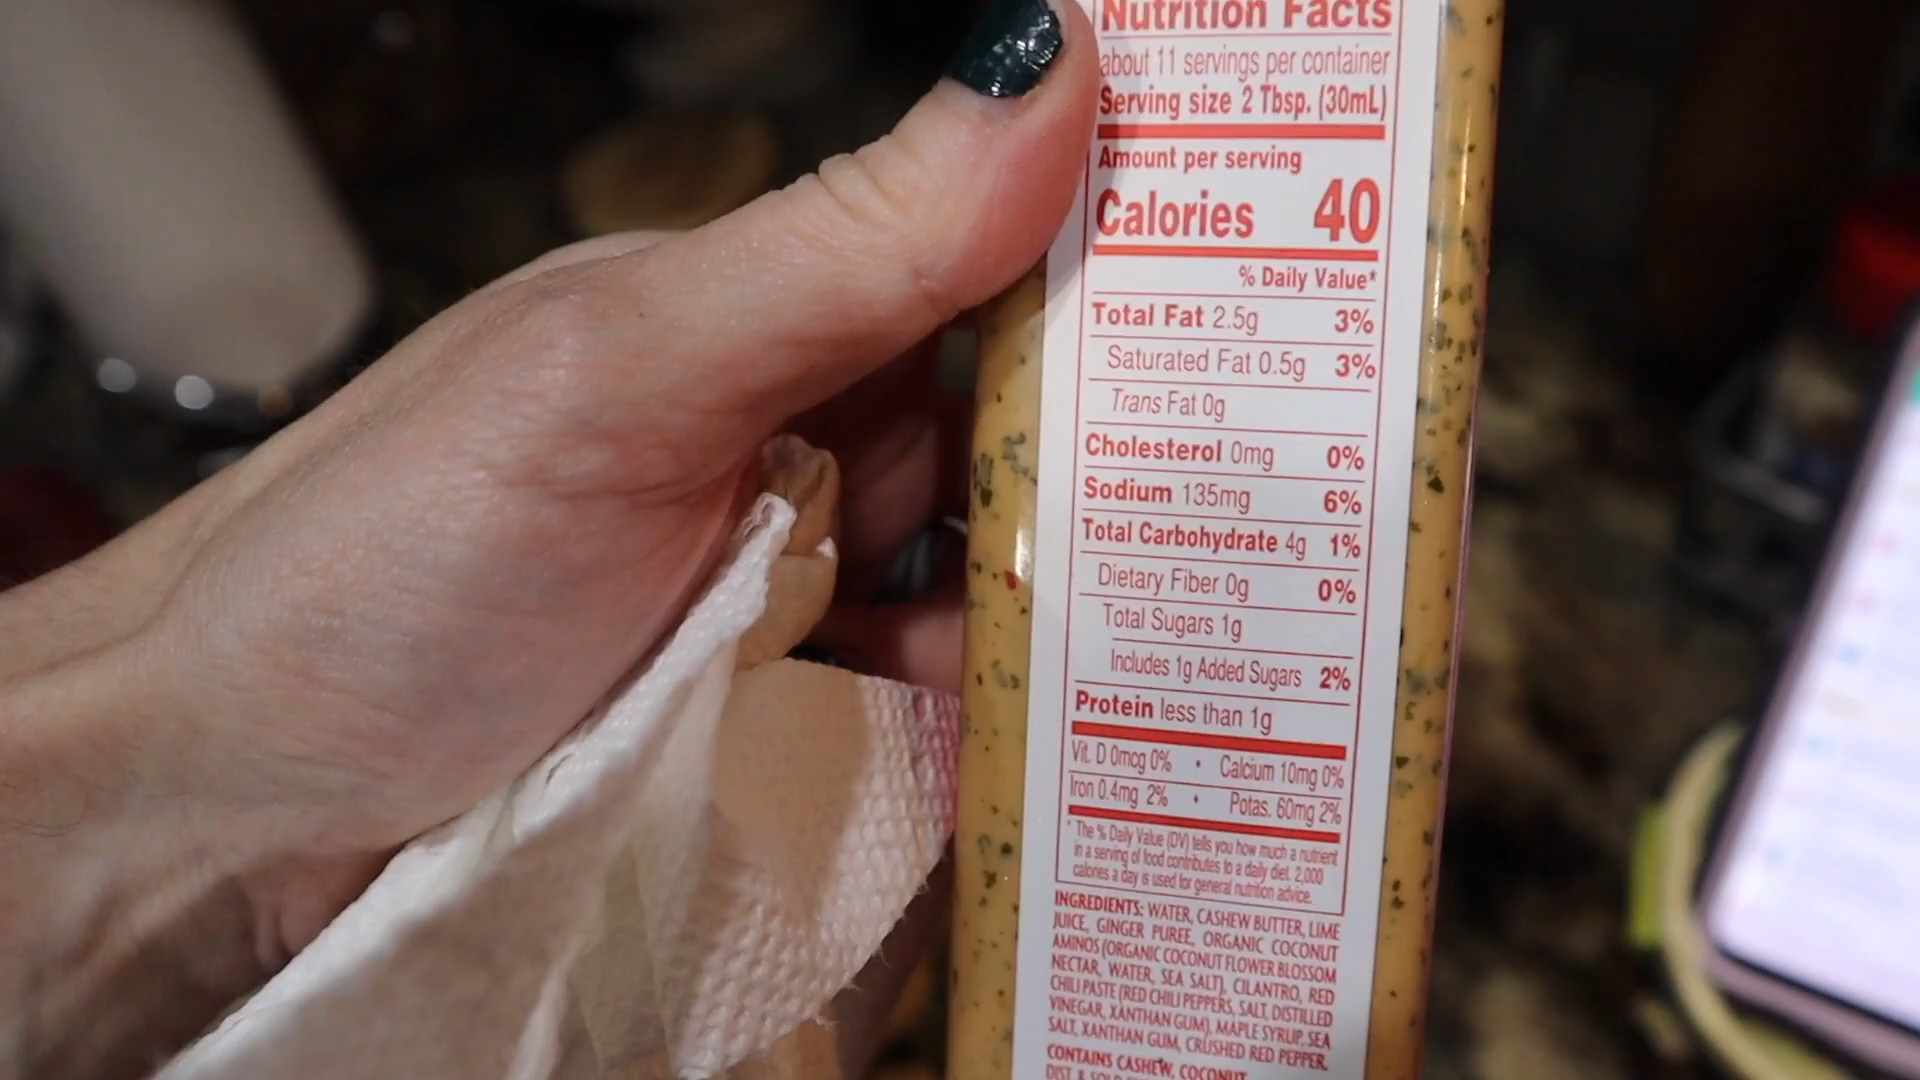 Nutrition Facts
about 11 servings per container
Serving size 2 Tbsp. (30mL)
Amount per serving
Calories 40
% Daily Value*
Total Fat 2.5g 3%
Saturated Fat 0.5g 3%
Trans Fat 0g
Cholesterol 0mg 0%
Sodium 135mg 6%
Total Carbohydrate 4g 1%
Dietary Fiber 0g 0%
Total Sugars 1g
Includes 1g Added Sugars 2%
Protein less than 1g
Vit. D 0mcg 0% • Calcium 10mg 0%
Iron 0.4mg 2% • Potas. 60mg 2%
* The % Daily Value (DV) tells you how much a nutrient
in a serving of food contributes to a daily diet. 2,000
calories a day is used for general nutrition advice.
INGREDIENTS: WATER, CASHEW BUTTER, LIME
JUICE, GINGER PUREE, ORGANIC COCONUT
AMINOS (ORGANIC COCONUT FLOWER BLOSSOM
NECTAR, WATER, SEA SALT), CILANTRO, RED
CHILI PASTE (RED CHILI PEPPERS, SALT, DISTILLED
VINEGAR, XANTHAN GUM), MAPLE SYRUP, SEA
SALT, XANTHAN GUM, CRUSHED RED PEPPER.
CONTAINS CASHEW, COCONUT
DIST. & SOLD